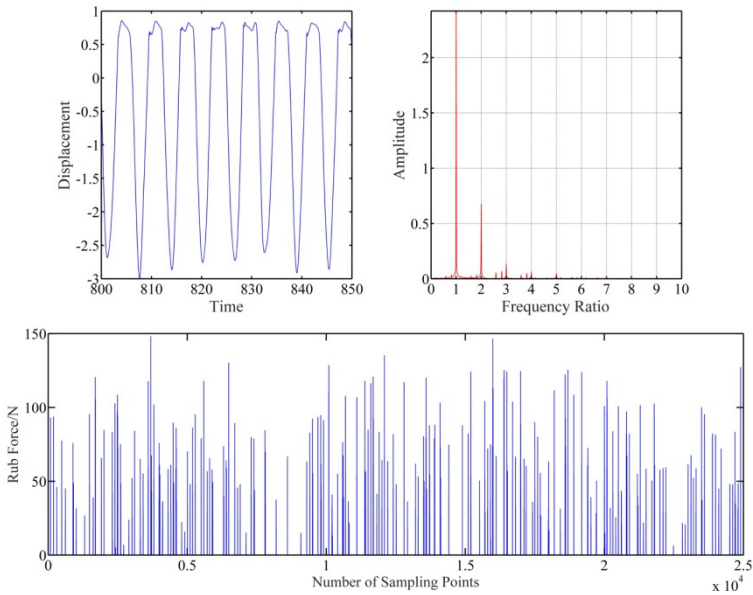 1
0.5
0
-0.5
-1
-1.5
-2
-2.5
-3
Displacement
800 810 820 830 840 850
Time
2
1.5
1
0.5
0
Amplitude
0 1 2 3 4 5 6 7 8 9 10
Frequency Ratio
150
100
50
0
Rub Force/N
0 0.5 1 1.5 2 2.5
Number of Sampling Points
x 10^4